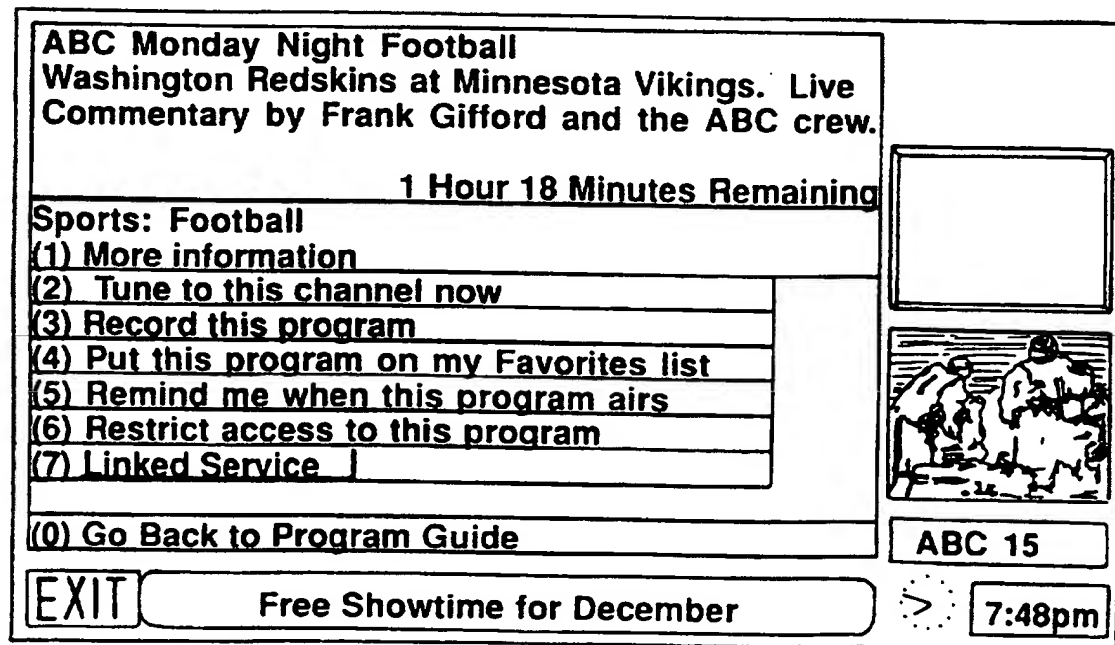 ABC Monday Night Football
Washington Redskins at Minnesota Vikings. Live
Commentary by Frank Gifford and the ABC crew.
1 Hour 18 Minutes Remaining
Sports: Football
(1) More information
(2) Tune to this channel now
(3) Record this program
(4) Put this program on my Favorites list
(5) Remind me when this program airs
(6) Restrict access to this program
(7) Linked Service
(0) Go Back to Program Guide
ABC 15
EXIT
Free Showtime for December
7:48pm